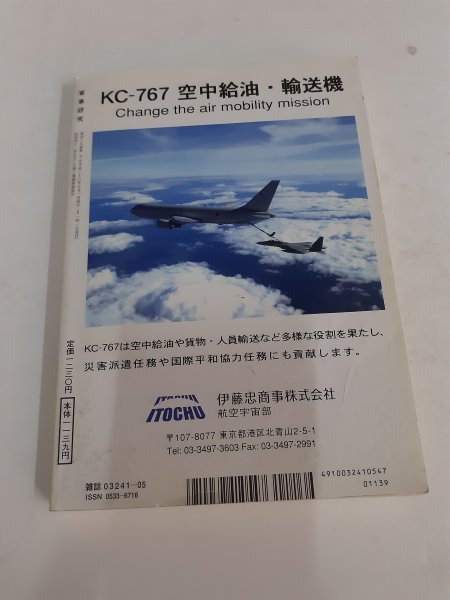 KC-767 空中給油・輸送機
Change the air mobility mission
軍事研究
KC-767は空中給油や貨物・人員輸送など多様な役割を果たし、
災害派遣任務や国際平和協力任務にも貢献します。
ITOCHU
伊藤忠商事株式会社
航空宇宙部
〒107-8077 東京都港区北青山2-5-1
Tel: 03-3497-3603 Fax: 03-3497-2991
定価一二三〇円
本体一一三九円
雑誌 03241-05
ISSN 0533-6716
4910032410547
01139